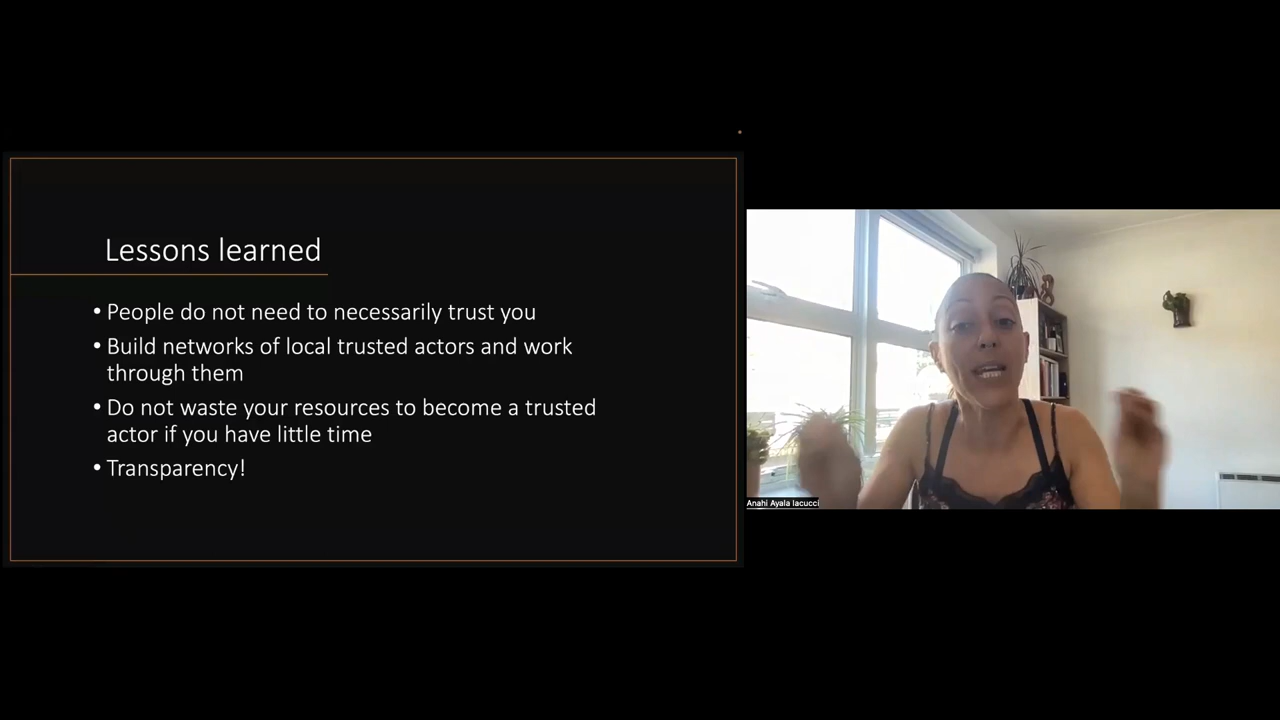 Lessons learned
• People do not need to necessarily trust you
• Build networks of local trusted actors and work
through them
• Do not waste your resources to become a trusted
actor if you have little time
• Transparency!
Anahi Ayala Iacucci